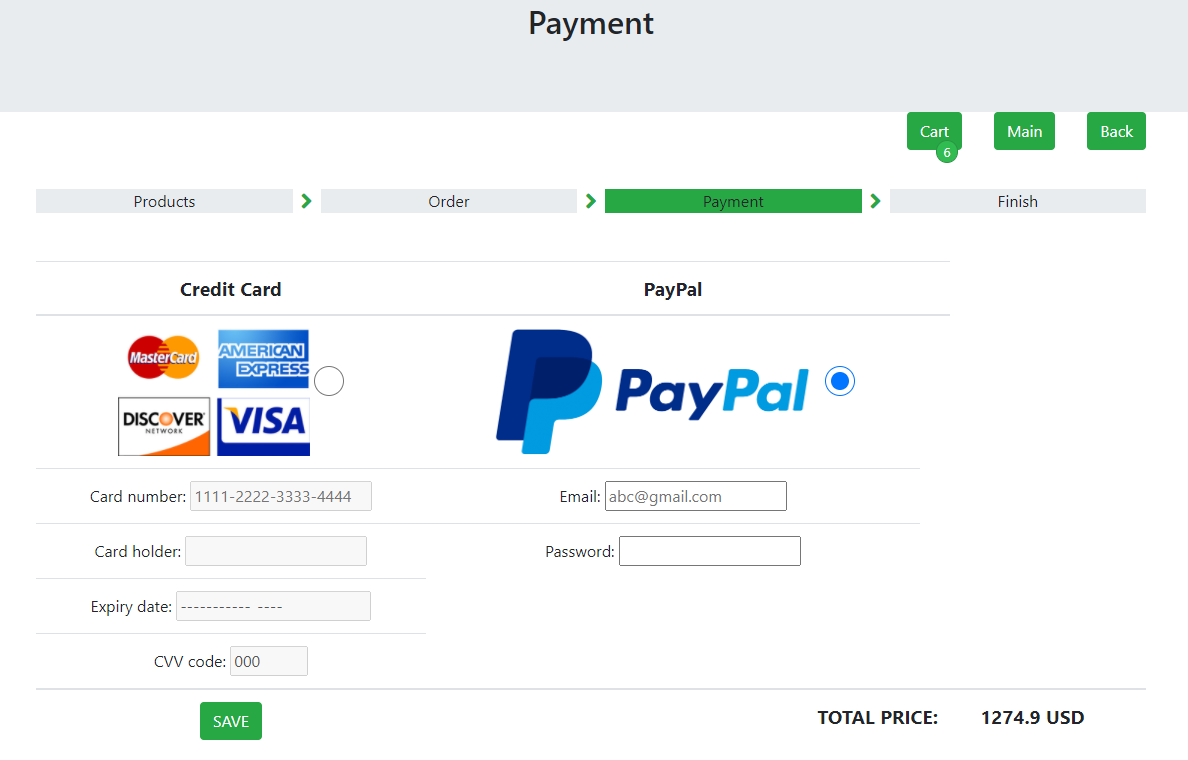 Payment
Cart Main Back
6
Products Order Payment Finish
Credit Card PayPal
MasterCard AMERICAN EXPRESS
DISCOVER NETWORK VISA
PayPal
Card number: 1111-2222-3333-4444 Email: abc@gmail.com
Card holder: Password:
Expiry date: ----------- ----
CVV code: 000
SAVE TOTAL PRICE: 1274.9 USD